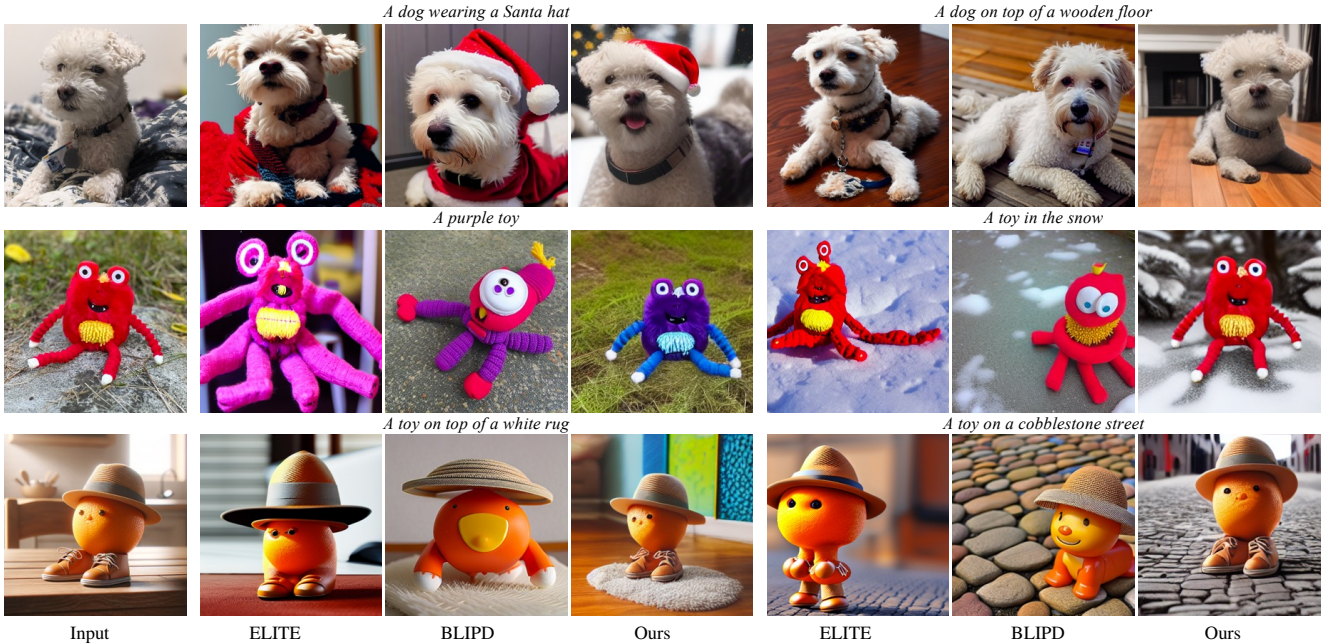 A dog wearing a Santa hat
A dog on top of a wooden floor
A purple toy
A toy in the snow
A toy on top of a white rug
A toy on a cobblestone street
Input
ELITE
BLIPD
Ours
ELITE
BLIPD
Ours